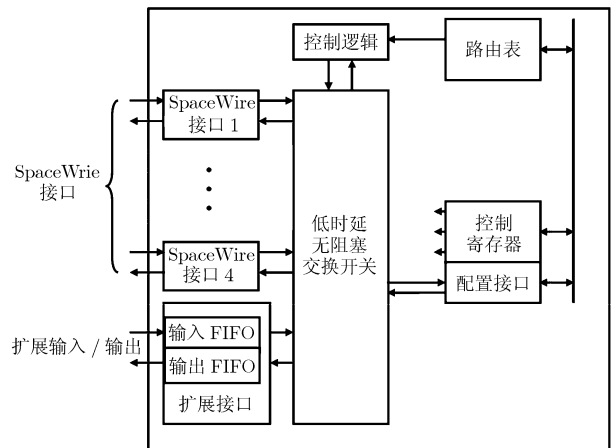 控制逻辑
路由表
SpaceWire
接口 1
SpaceWrie
接口
低时延
无阻塞
交换开关
控制
寄存器
SpaceWire
接口 4
配置接口
扩展输入 / 输出
输入 FIFO
输出 FIFO
扩展接口